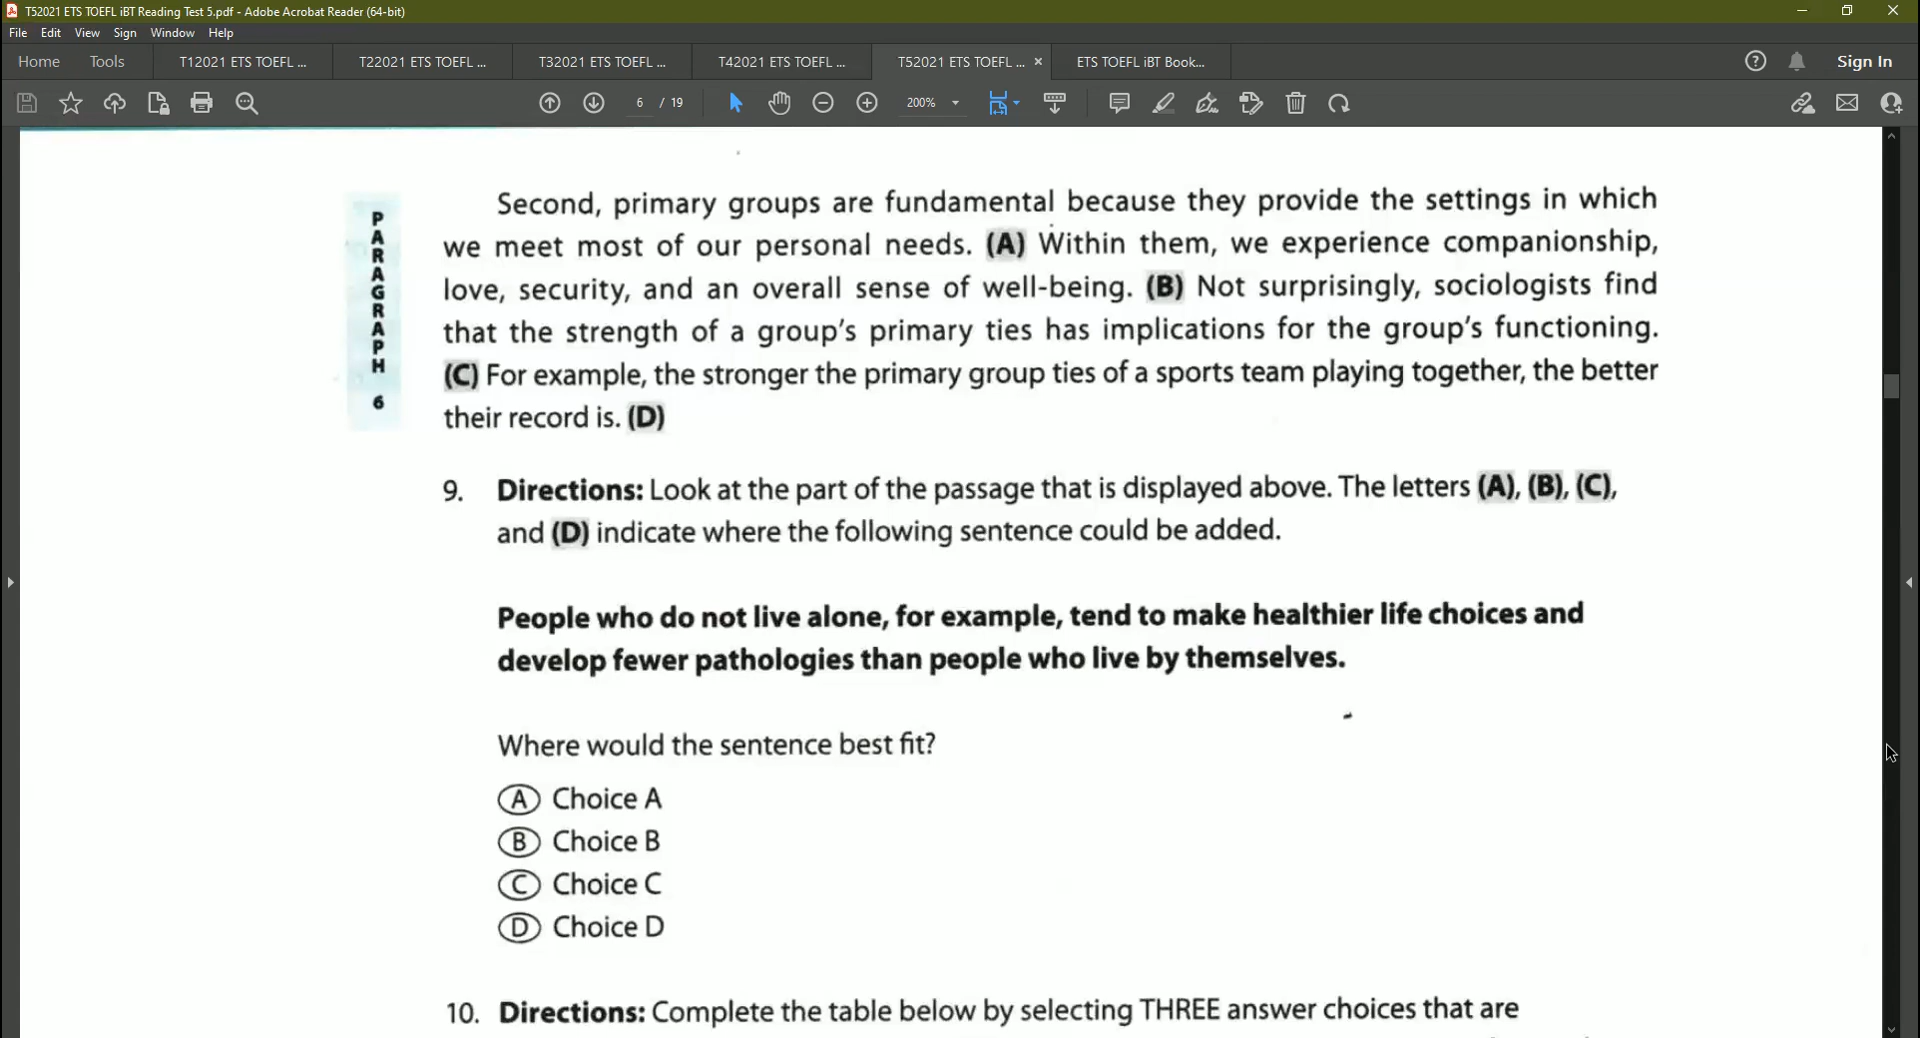 T52021 ETS TOEFL iBT Reading Test 5.pdf - Adobe Acrobat Reader (64-bit)
File Edit View Sign Window Help
Home Tools T12021 ETS TOEFL ... T22021 ETS TOEFL ... T32021 ETS TOEFL ... T42021 ETS TOEFL ... T52021 ETS TOEFL ... × ETS TOEFL iBT Book... Sign In
6 / 19 200%
PARAGRAPH 6
Second, primary groups are fundamental because they provide the settings in which
we meet most of our personal needs. (A) Within them, we experience companionship,
love, security, and an overall sense of well-being. (B) Not surprisingly, sociologists find
that the strength of a group's primary ties has implications for the group's functioning.
(C) For example, the stronger the primary group ties of a sports team playing together, the better
their record is. (D)
9. Directions: Look at the part of the passage that is displayed above. The letters (A), (B), (C),
and (D) indicate where the following sentence could be added.
People who do not live alone, for example, tend to make healthier life choices and
develop fewer pathologies than people who live by themselves.
Where would the sentence best fit?
A Choice A
B Choice B
C Choice C
D Choice D
10. Directions: Complete the table below by selecting THREE answer choices that are